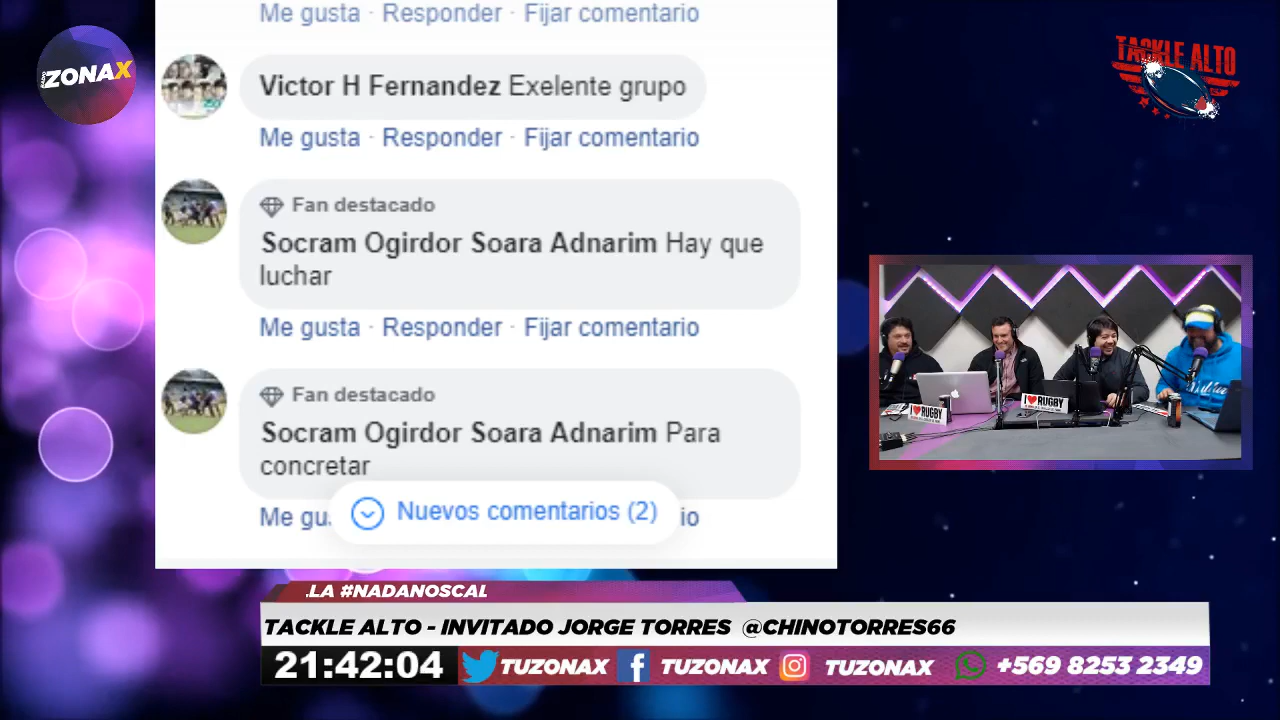 Me gusta · Responder · Fijar comentario
ZONAX
TACKLE ALTO
Victor H Fernandez Exelente grupo
Me gusta · Responder · Fijar comentario
Fan destacado
Socram Ogirdor Soara Adnarim Hay que
luchar
Me gusta · Responder · Fijar comentario
Fan destacado
Socram Ogirdor Soara Adnarim Para
concretar
Nuevos comentarios (2)
Me gu
io
I ❤ RUGBY
I ❤ RUGBY
.LA #NADANOSCAL
TACKLE ALTO - INVITADO JORGE TORRES @CHINOTORRES66
21:42:04 TUZONAX TUZONAX TUZONAX +569 8253 2349